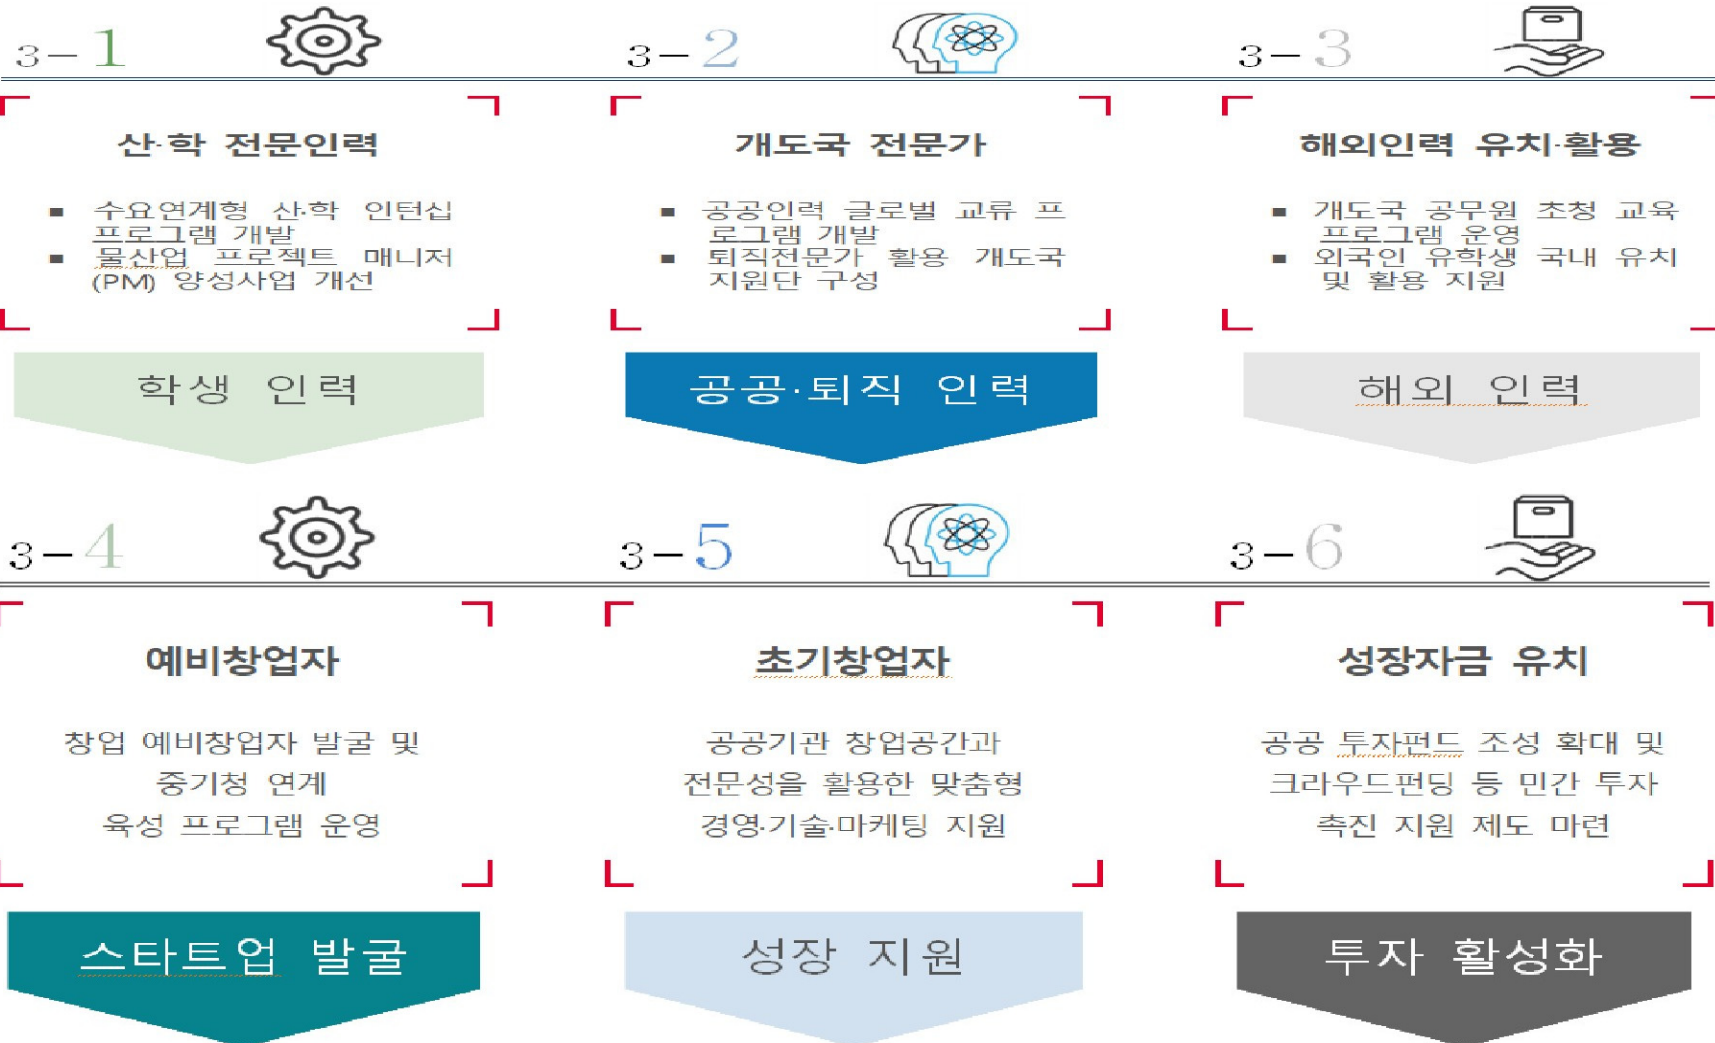 3-1
산·학 전문인력
▪ 수요연계형 산·학 인턴십
프로그램 개발
▪ 물산업 프로젝트 매니저
(PM) 양성사업 개선
학생 인력
3-2
개도국 전문가
▪ 공공인력 글로벌 교류 프
로그램 개발
▪ 퇴직전문가 활용 개도국
지원단 구성
공공·퇴직 인력
3-3
해외인력 유치·활용
▪ 개도국 공무원 초청 교육
프로그램 운영
▪ 외국인 유학생 국내 유치
및 활용 지원
해외 인력
3-4
예비창업자
창업 예비창업자 발굴 및
중기청 연계
육성 프로그램 운영
스타트업 발굴
3-5
초기창업자
공공기관 창업공간과
전문성을 활용한 맞춤형
경영·기술·마케팅 지원
성장 지원
3-6
성장자금 유치
공공 투자펀드 조성 확대 및
크라우드펀딩 등 민간 투자
촉진 지원 제도 마련
투자 활성화